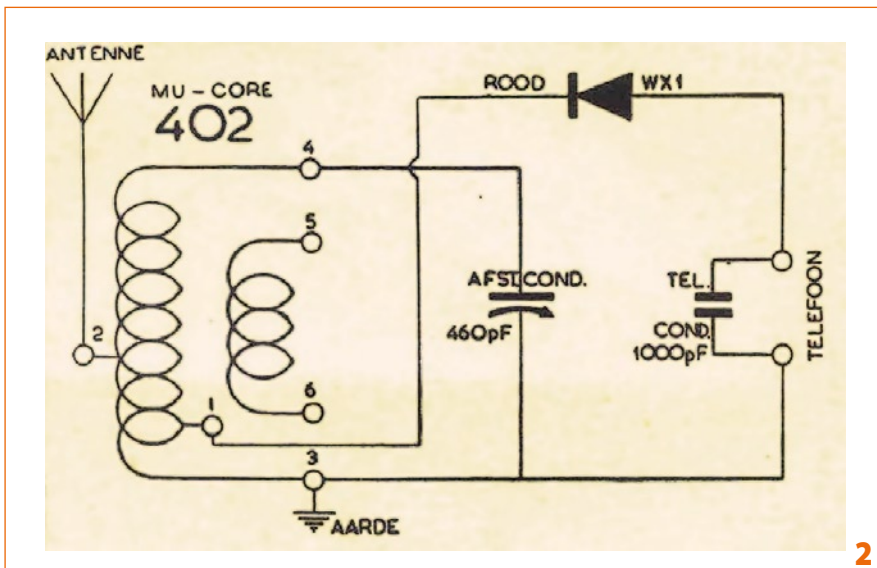 ANTENNE
MU-CORE
402
ROOD
WX1
4
5
2
1
6
3
AARDE
AFST.COND.
460pF
TEL.
COND.
1000pF
TELEFOON
2